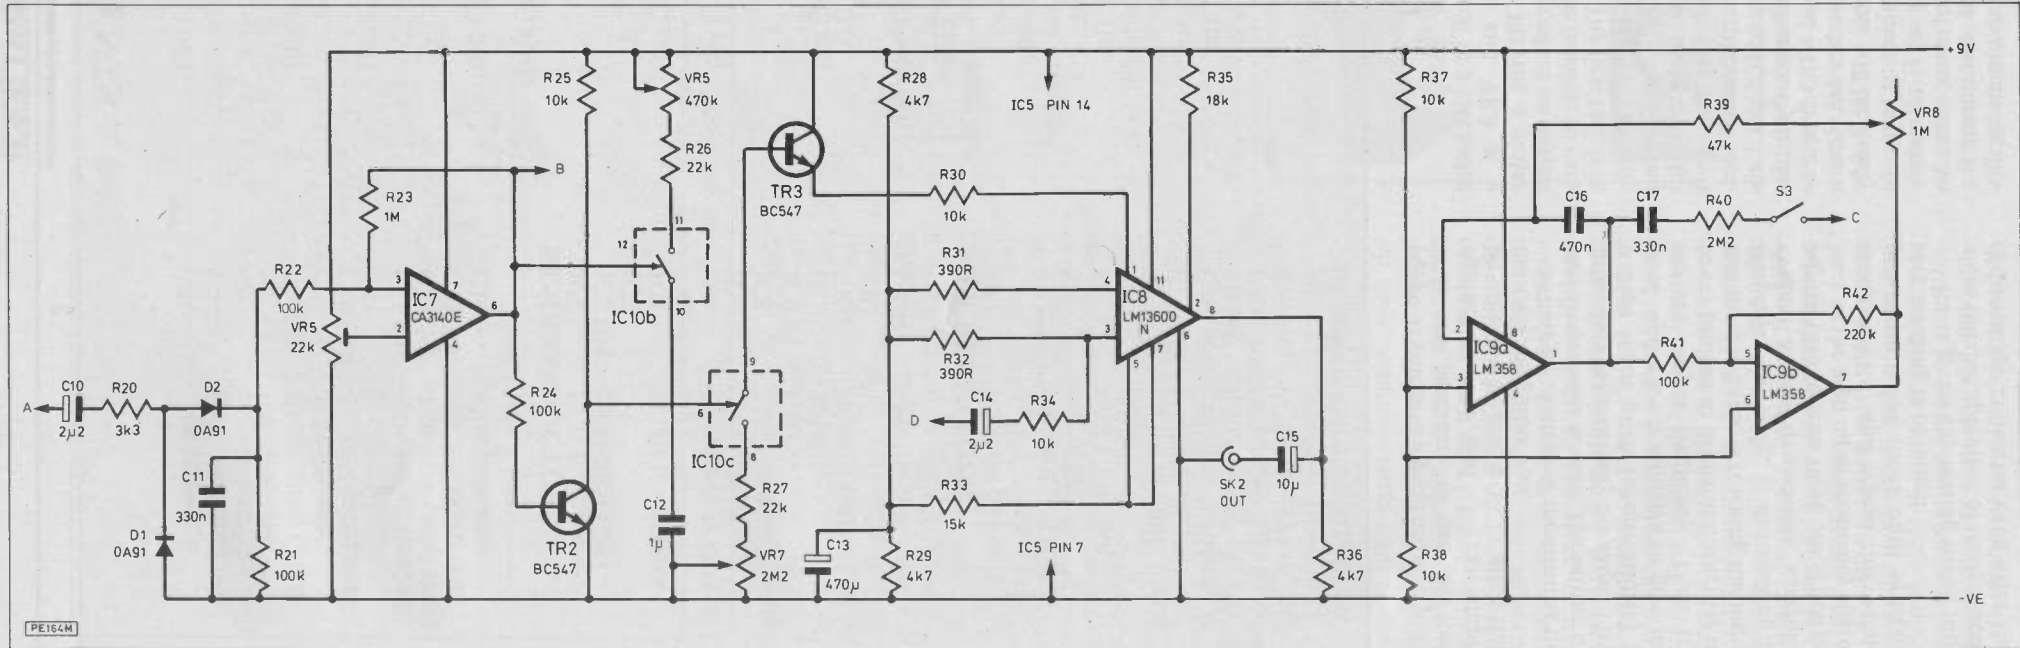 +9V
R25
10k
VR5
470k
R28
4k7
IC5 PIN 14
R35
18k
R37
10k
R39
47k
VR8
1M
R26
22k
TR3
BC547
R23
1M
B
R30
10k
C16
470n
C17
330n
R40
2M2
S3
C
11
12
10
IC10b
R22
100k
VR5
22k
3
2
7
4
6
IC7
CA3140E
R31
390R
R32
390R
4
3
1
11
2
8
5
7
6
IC8
LM13600
N
R42
220k
R41
100k
2
3
8
4
1
IC9a
LM358
5
6
7
IC9b
LM358
A
C10
2µ2
R20
3k3
D2
OA91
R24
100k
9
6
8
IC10c
D
C14
2µ2
R34
10k
C11
330n
D1
OA91
R21
100k
TR2
BC547
C12
1µ
R27
22k
VR7
2M2
R33
15k
C13
470µ
R29
4k7
IC5 PIN 7
SK2
OUT
C15
10µ
R36
4k7
R38
10k
-VE
PE164M